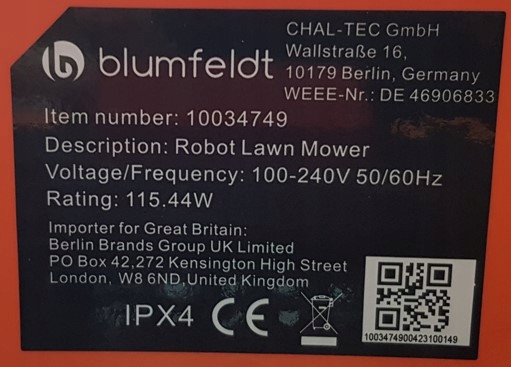 blumfeldt
CHAL-TEC GmbH
Wallstraße 16,
10179 Berlin, Germany
WEEE-Nr.: DE 46906833
Item number: 10034749
Description: Robot Lawn Mower
Voltage/Frequency: 100-240V 50/60Hz
Rating: 115.44W
Importer for Great Britain:
Berlin Brands Group UK Limited
PO Box 42,272 Kensington High Street
London, W8 6ND,United Kingdom
IPX4 CE
1003474900423100149